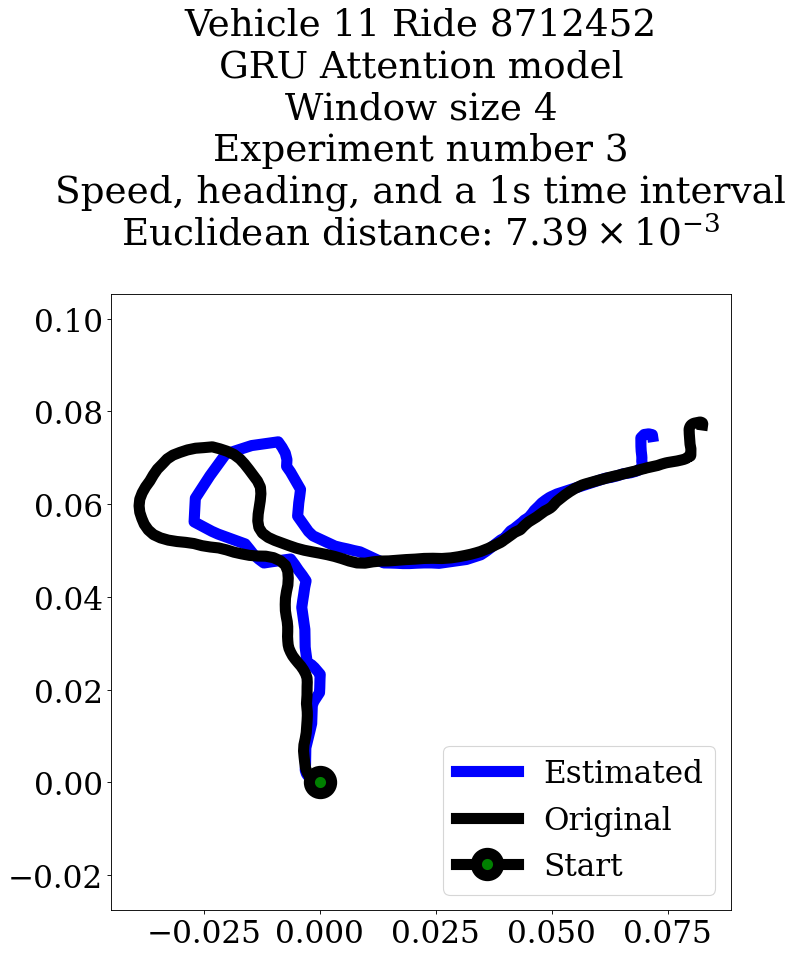 Vehicle 11 Ride 8712452
GRU Attention model
Window size 4
Experiment number 3
Speed, heading, and a 1s time interval
Euclidean distance: 7.39 × 10⁻³
0.10
0.08
0.06
0.04
0.02
0.00
−0.02
Estimated
Original
Start
−0.025 0.000 0.025 0.050 0.075